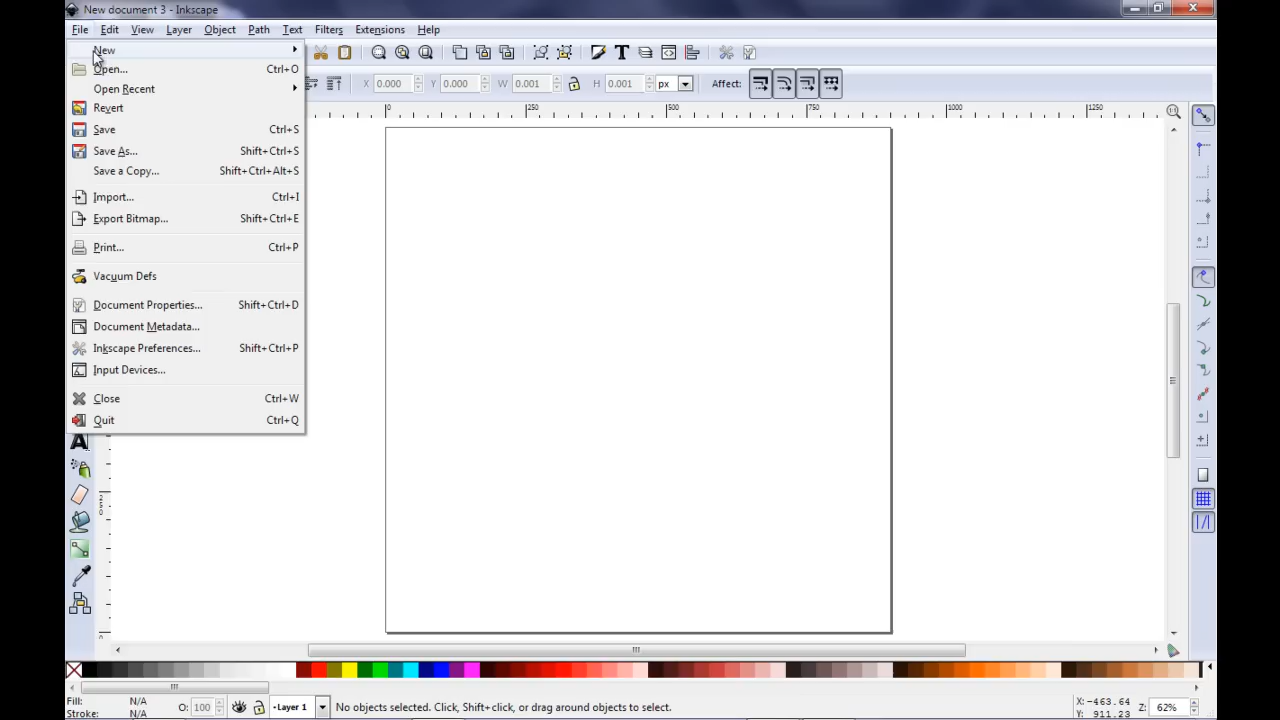 New document 3 - Inkscape
File Edit View Layer Object Path Text Filters Extensions Help
New
Open... Ctrl+O
Open Recent
Revert
Save Ctrl+S
Save As... Shift+Ctrl+S
Save a Copy... Shift+Ctrl+Alt+S
Import... Ctrl+I
Export Bitmap... Shift+Ctrl+E
Print... Ctrl+P
Vacuum Defs
Document Properties... Shift+Ctrl+D
Document Metadata...
Inkscape Preferences... Shift+Ctrl+P
Input Devices...
Close Ctrl+W
Quit Ctrl+Q
X 0.000 Y 0.000 W 0.001 H 0.001 px Affect:
0 250 500 750 1000 1250
250
0
Fill: N/A
Stroke: N/A
O: 100
•Layer 1
No objects selected. Click, Shift+click, or drag around objects to select.
X: -463.64
Y: 911.23
Z: 62%